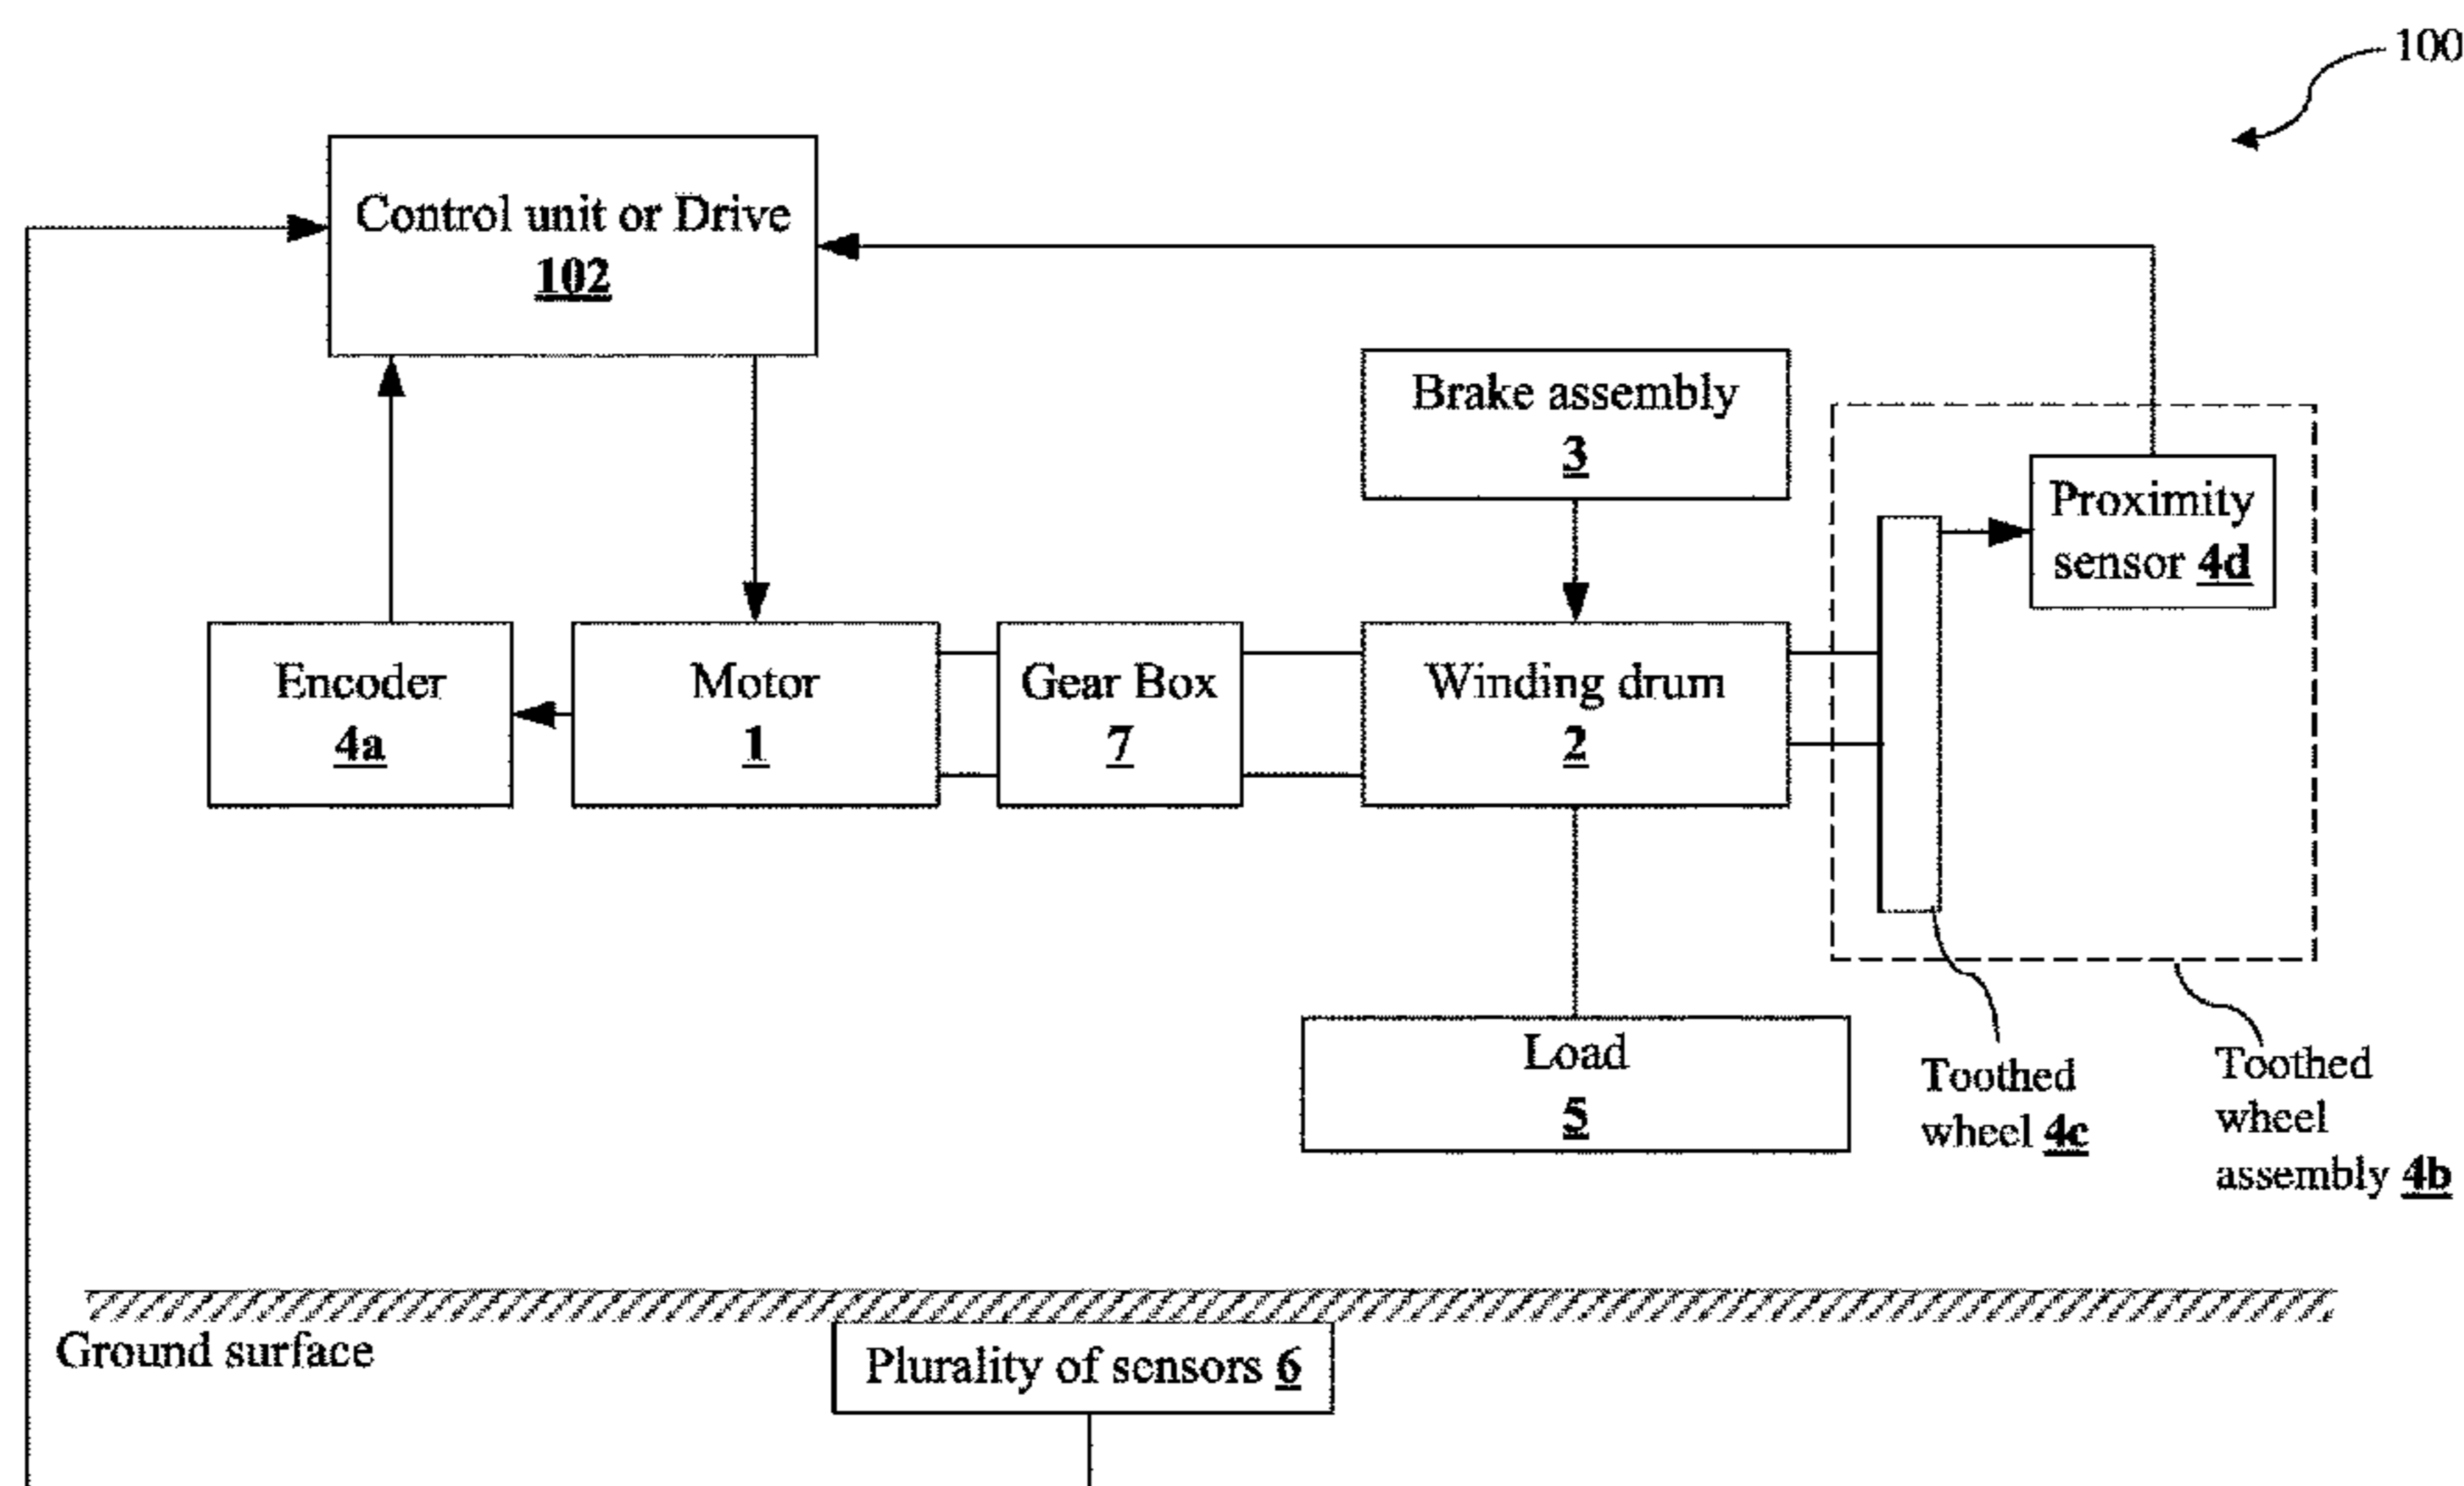 100
Control unit or Drive
102
Brake assembly
3
Proximity
sensor 4d
Encoder
4a
Motor
1
Gear Box
7
Winding drum
2
Load
5
Toothed
wheel 4c
Toothed
wheel
assembly 4b
Ground surface
Plurality of sensors 6